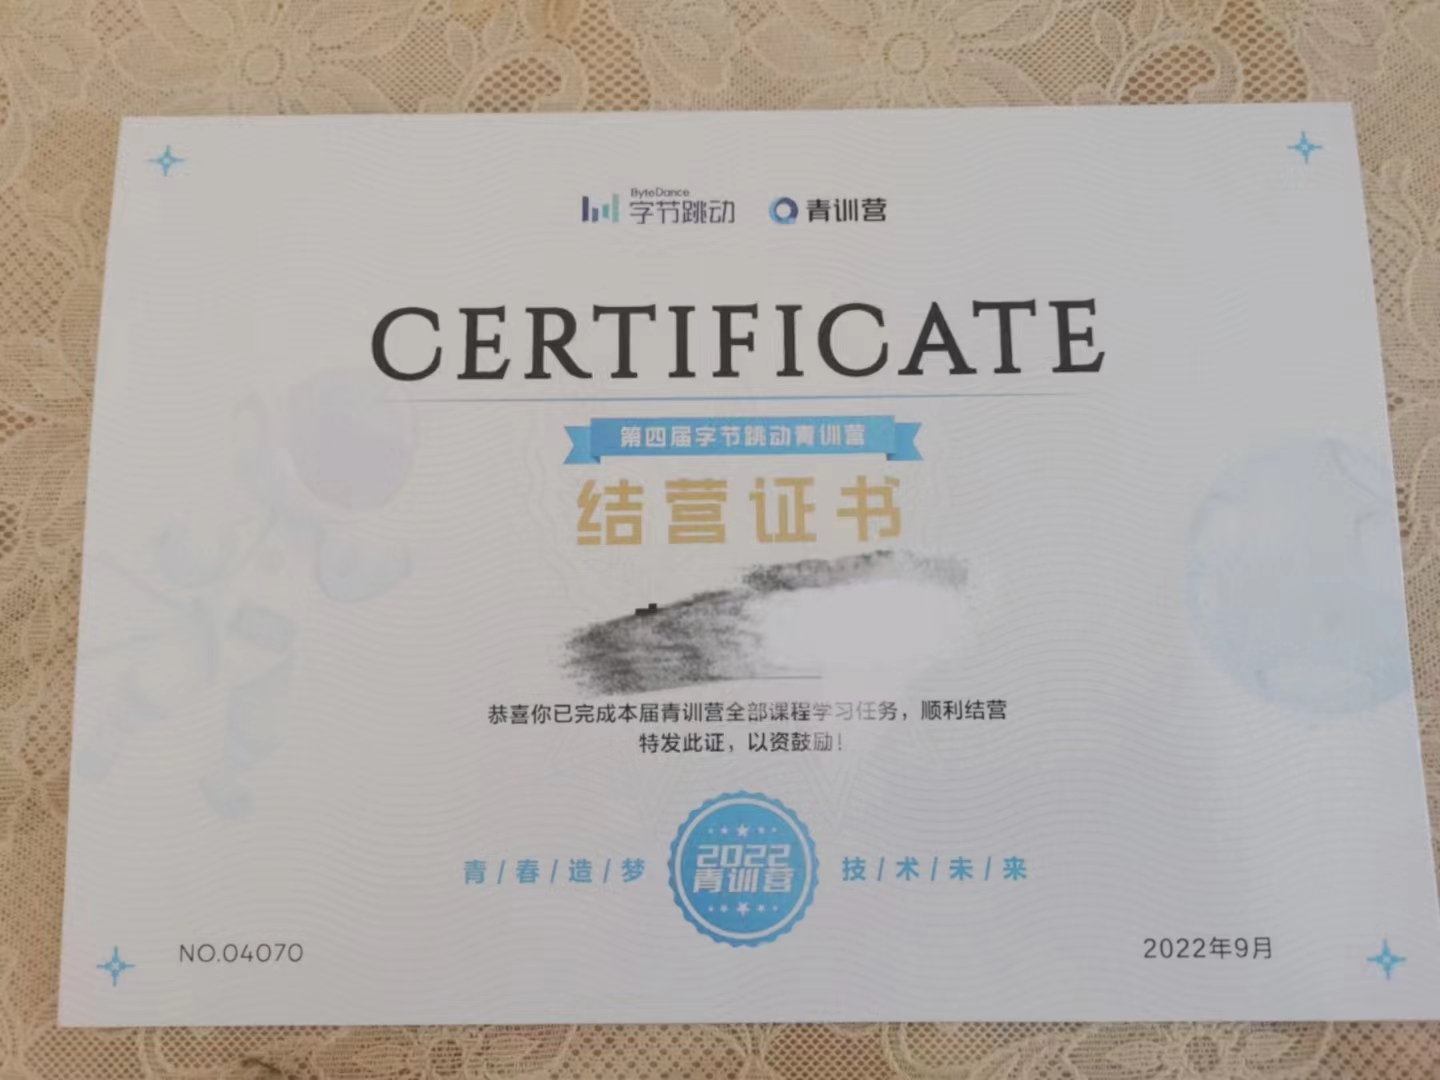 ByteDance
字节跳动 青训营
CERTIFICATE
第四届字节跳动青训营
结营证书
恭喜你已完成本届青训营全部课程学习任务，顺利结营
特发此证，以资鼓励！
青/春/造/梦
2022
青训营
技/术/未/来
NO.04070
2022年9月